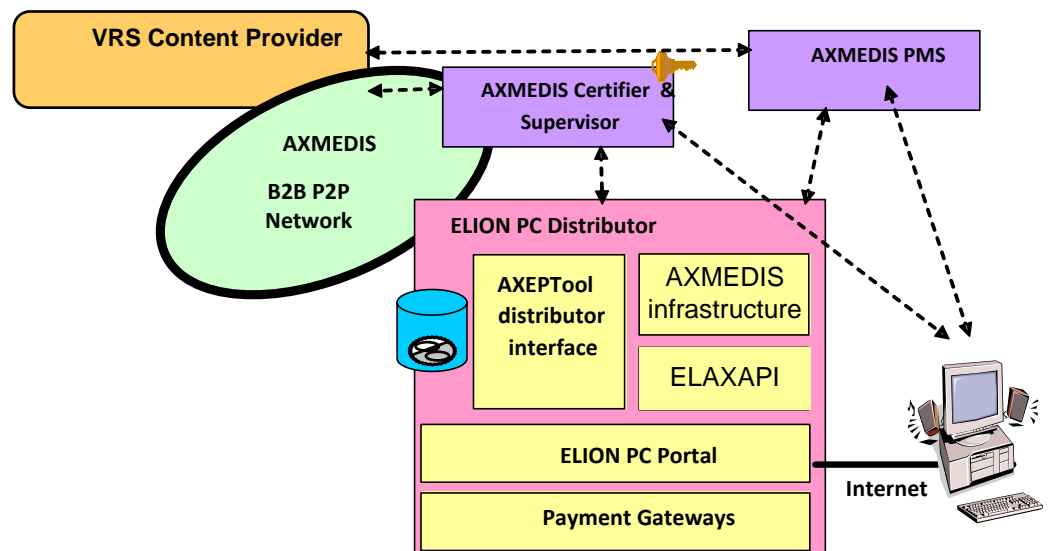 VRS Content Provider
AXMEDIS PMS
AXMEDIS Certifier &
Supervisor
AXMEDIS
B2B P2P
Network
ELION PC Distributor
AXEPTool
distributor
interface
AXMEDIS
infrastructure
ELAXAPI
ELION PC Portal
Internet
Payment Gateways